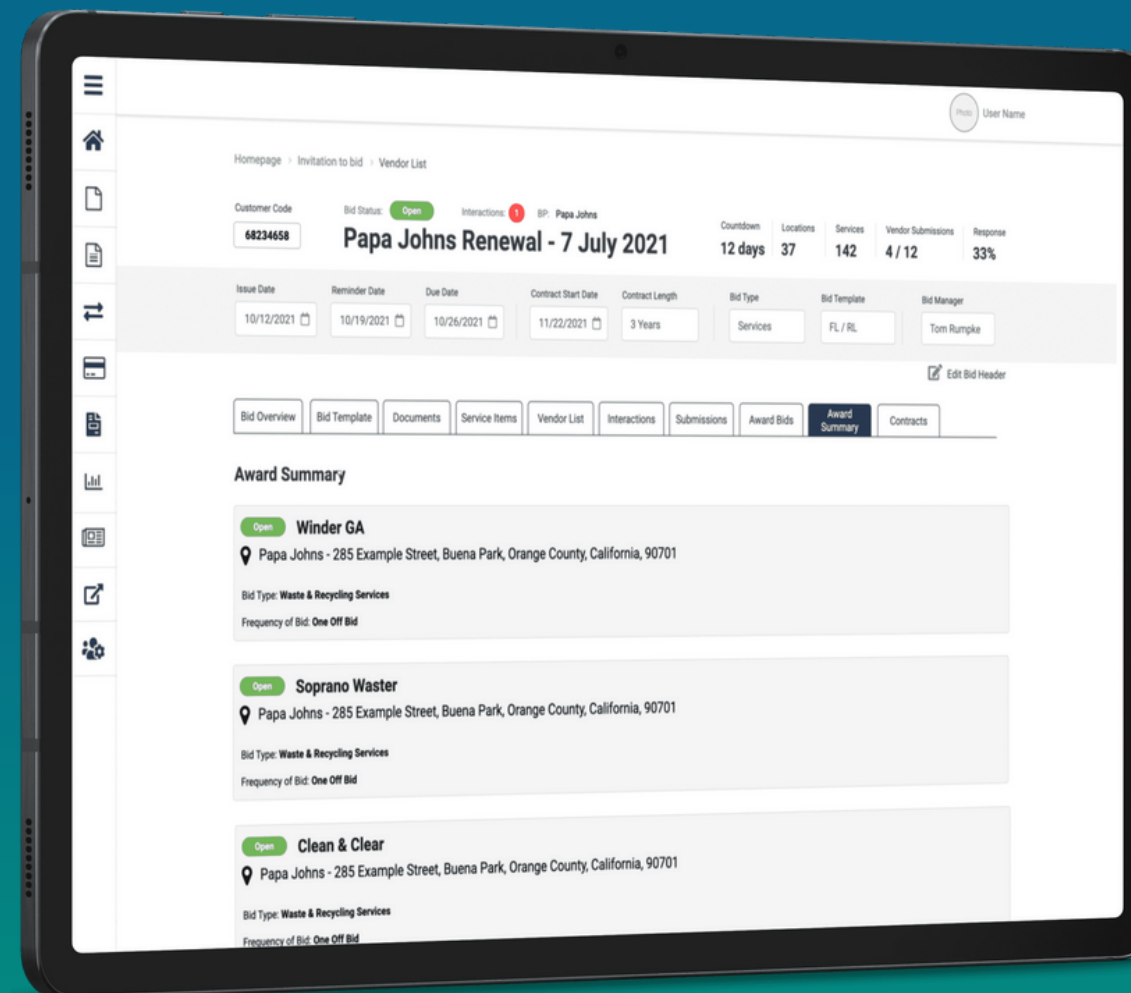 Photo User Name
Homepage > Invitation to bid > Vendor List
Customer Code
68234658
Bid Status: Open Interactions: 1 BP: Papa Johns
Papa Johns Renewal - 7 July 2021
Countdown
12 days
Locations
37
Services
142
Vendor Submissions
4 / 12
Response
33%
Issue Date
10/12/2021
Reminder Date
10/19/2021
Due Date
10/26/2021
Contract Start Date
11/22/2021
Contract Length
3 Years
Bid Type
Services
Bid Template
FL / RL
Bid Manager
Tom Rumpke
Edit Bid Header
Bid Overview
Bid Template
Documents
Service Items
Vendor List
Interactions
Submissions
Award Bids
Award
Summary
Contracts
Award Summary
Open Winder GA
Papa Johns - 285 Example Street, Buena Park, Orange County, California, 90701
Bid Type: Waste & Recycling Services
Frequency of Bid: One Off Bid
Open Soprano Waster
Papa Johns - 285 Example Street, Buena Park, Orange County, California, 90701
Bid Type: Waste & Recycling Services
Frequency of Bid: One Off Bid
Open Clean & Clear
Papa Johns - 285 Example Street, Buena Park, Orange County, California, 90701
Bid Type: Waste & Recycling Services
Frequency of Bid: One Off Bid